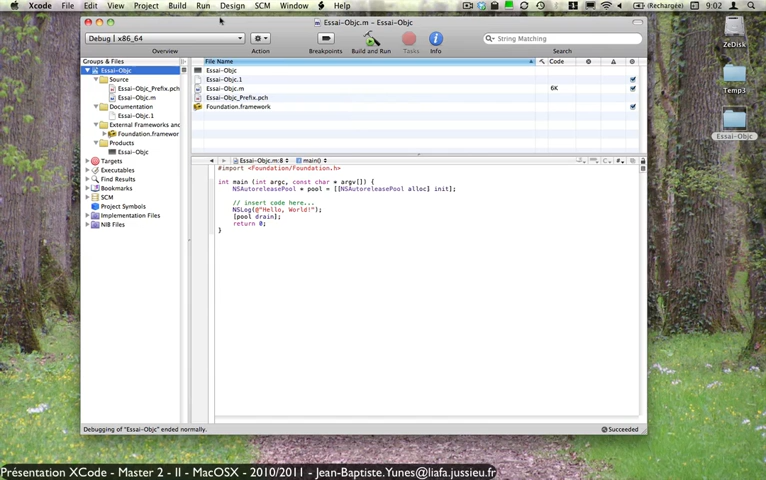 Xcode File Edit View Project Build Run Design SCM Window Help (Rechargée) 9:02
Essai-Objc.m – Essai-Objc
Debug | x86_64
String Matching
Overview Action Breakpoints Build and Run Tasks Info Search
Groups & Files
Essai-Objc
Source
Essai-Objc_Prefix.pch
Essai-Objc.m
Documentation
Essai-Objc.1
External Frameworks and
Foundation.framewor
Products
Essai-Objc
Targets
Executables
Find Results
Bookmarks
SCM
Project Symbols
Implementation Files
NIB Files
File Name Code
Essai-Objc
Essai-Objc.1
Essai-Objc.m 6K
Essai-Objc_Prefix.pch
Foundation.framework
Essai-Objc.m:8 main()
#import <Foundation/Foundation.h>
int main (int argc, const char * argv[]) {
NSAutoreleasePool * pool = [[NSAutoreleasePool alloc] init];
// insert code here...
NSLog(@"Hello, World!");
[pool drain];
return 0;
}
Debugging of "Essai-Objc" ended normally. Succeeded
ZeDisk
Temp3
Essai-Objc
Présentation XCode - Master 2 - II - MacOSX - 2010/2011 - Jean-Baptiste.Yunes@liafa.jussieu.fr